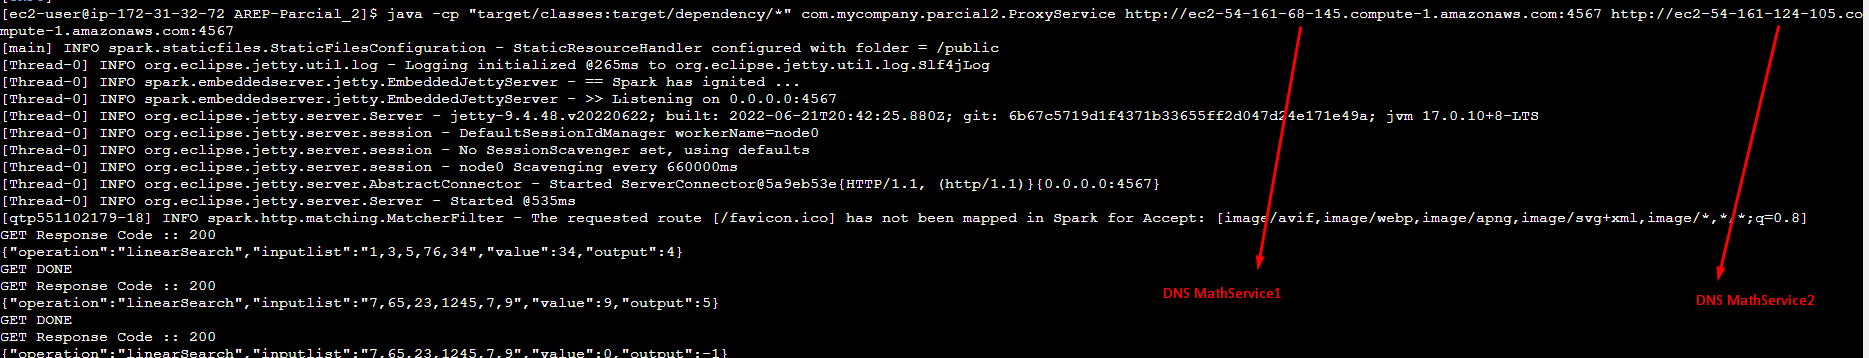 [ec2-user@ip-172-31-32-72 AREP-Parcial_2]$ java -cp "target/classes:target/dependency/*" com.mycompany.parcial2.ProxyService http://ec2-54-161-68-145.compute-1.amazonaws.com:4567 http://ec2-54-161-124-105.co
mpute-1.amazonaws.com:4567
[main] INFO spark.staticfiles.StaticFilesConfiguration - StaticResourceHandler configured with folder = /public
[Thread-0] INFO org.eclipse.jetty.util.log - Logging initialized @265ms to org.eclipse.jetty.util.log.Slf4jLog
[Thread-0] INFO spark.embeddedserver.jetty.EmbeddedJettyServer - == Spark has ignited ...
[Thread-0] INFO spark.embeddedserver.jetty.EmbeddedJettyServer - >> Listening on 0.0.0.0:4567
[Thread-0] INFO org.eclipse.jetty.server.Server - jetty-9.4.48.v20220622; built: 2022-06-21T20:42:25.880Z; git: 6b67c5719d1f4371b33655ff2d047d24e171e49a; jvm 17.0.10+8-LTS
[Thread-0] INFO org.eclipse.jetty.server.session - DefaultSessionIdManager workerName=node0
[Thread-0] INFO org.eclipse.jetty.server.session - No SessionScavenger set, using defaults
[Thread-0] INFO org.eclipse.jetty.server.session - node0 Scavenging every 660000ms
[Thread-0] INFO org.eclipse.jetty.server.AbstractConnector - Started ServerConnector@5a9eb53e{HTTP/1.1, (http/1.1)}{0.0.0.0:4567}
[Thread-0] INFO org.eclipse.jetty.server.Server - Started @535ms
[qtp551102179-18] INFO spark.http.matching.MatcherFilter - The requested route [/favicon.ico] has not been mapped in Spark for Accept: [image/avif,image/webp,image/apng,image/svg+xml,image/*,*/*;q=0.8]
GET Response Code :: 200
{"operation":"linearSearch","inputlist":"1,3,5,76,34","value":34,"output":4}
GET DONE
GET Response Code :: 200
{"operation":"linearSearch","inputlist":"7,65,23,1245,7,9","value":9,"output":5}
GET DONE
GET Response Code :: 200
{"operation":"linearSearch","inputlist":"7,65,23,1245,7,9","value":0,"output":-1}
DNS MathService1
DNS MathService2